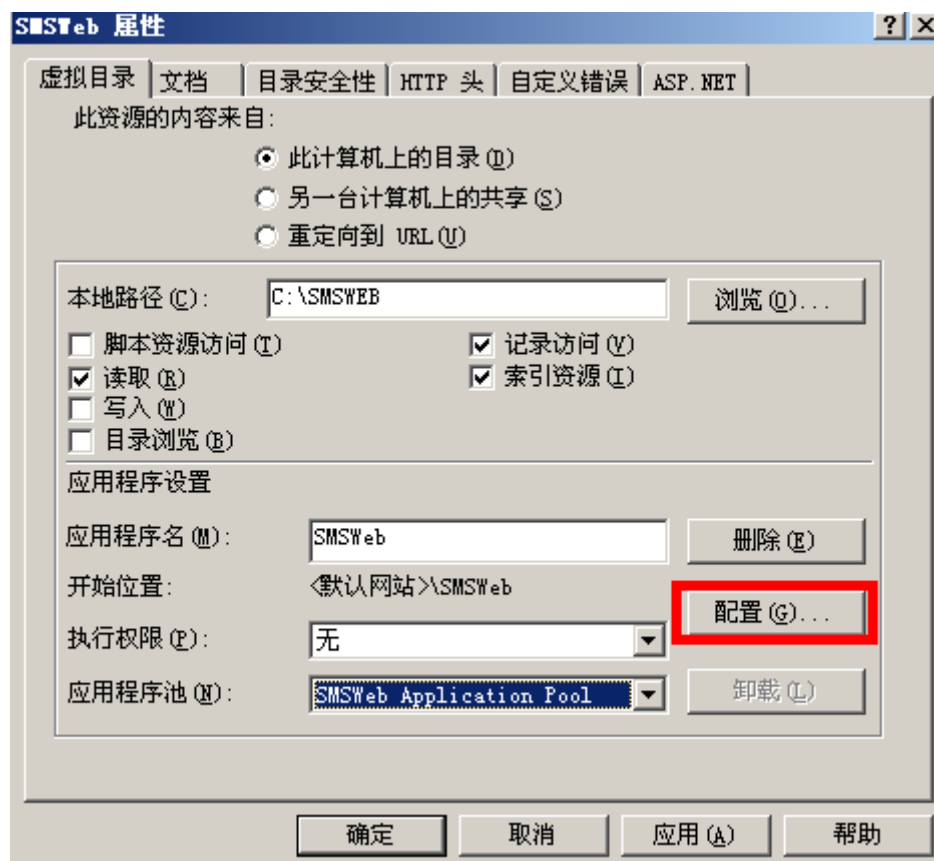 SMSWeb 属性
虚拟目录 文档 目录安全性 HTTP 头 自定义错误 ASP.NET
此资源的内容来自:
此计算机上的目录(D)
另一台计算机上的共享(S)
重定向到 URL(U)
本地路径(C): C:\SMSWEB 浏览(O)...
脚本资源访问(T) 记录访问(V)
读取(R) 索引资源(I)
写入(W)
目录浏览(B)
应用程序设置
应用程序名(M): SMSWeb 删除(E)
开始位置: <默认网站>\SMSWeb
配置(G)...
执行权限(P): 无
应用程序池(N): SMSWeb Application Pool 卸载(L)
确定 取消 应用(A) 帮助